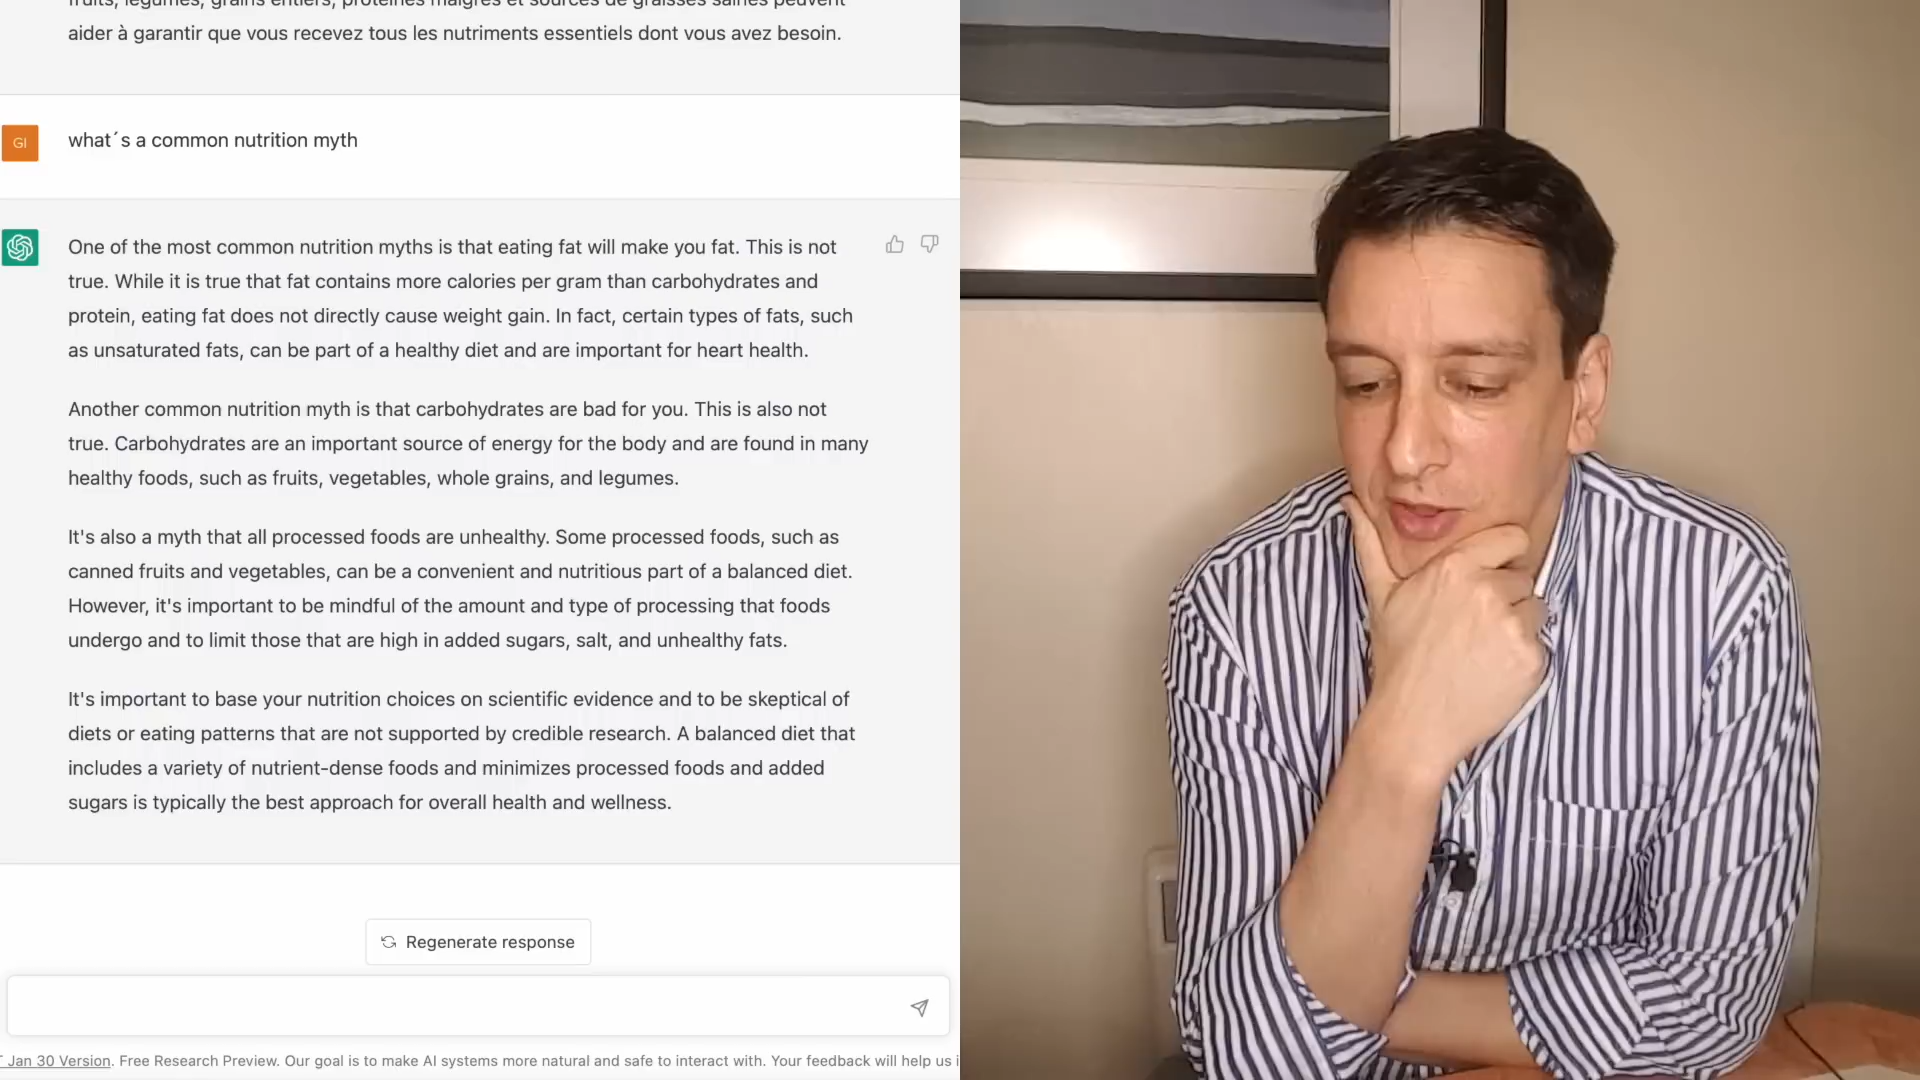 fruits, légumes, grains entiers, protéines maigres et sources de graisses saines peuvent
aider à garantir que vous recevez tous les nutriments essentiels dont vous avez besoin.
GI
what´s a common nutrition myth
One of the most common nutrition myths is that eating fat will make you fat. This is not
true. While it is true that fat contains more calories per gram than carbohydrates and
protein, eating fat does not directly cause weight gain. In fact, certain types of fats, such
as unsaturated fats, can be part of a healthy diet and are important for heart health.
Another common nutrition myth is that carbohydrates are bad for you. This is also not
true. Carbohydrates are an important source of energy for the body and are found in many
healthy foods, such as fruits, vegetables, whole grains, and legumes.
It's also a myth that all processed foods are unhealthy. Some processed foods, such as
canned fruits and vegetables, can be a convenient and nutritious part of a balanced diet.
However, it's important to be mindful of the amount and type of processing that foods
undergo and to limit those that are high in added sugars, salt, and unhealthy fats.
It's important to base your nutrition choices on scientific evidence and to be skeptical of
diets or eating patterns that are not supported by credible research. A balanced diet that
includes a variety of nutrient-dense foods and minimizes processed foods and added
sugars is typically the best approach for overall health and wellness.
Regenerate response
Jan 30 Version. Free Research Preview. Our goal is to make AI systems more natural and safe to interact with. Your feedback will help us